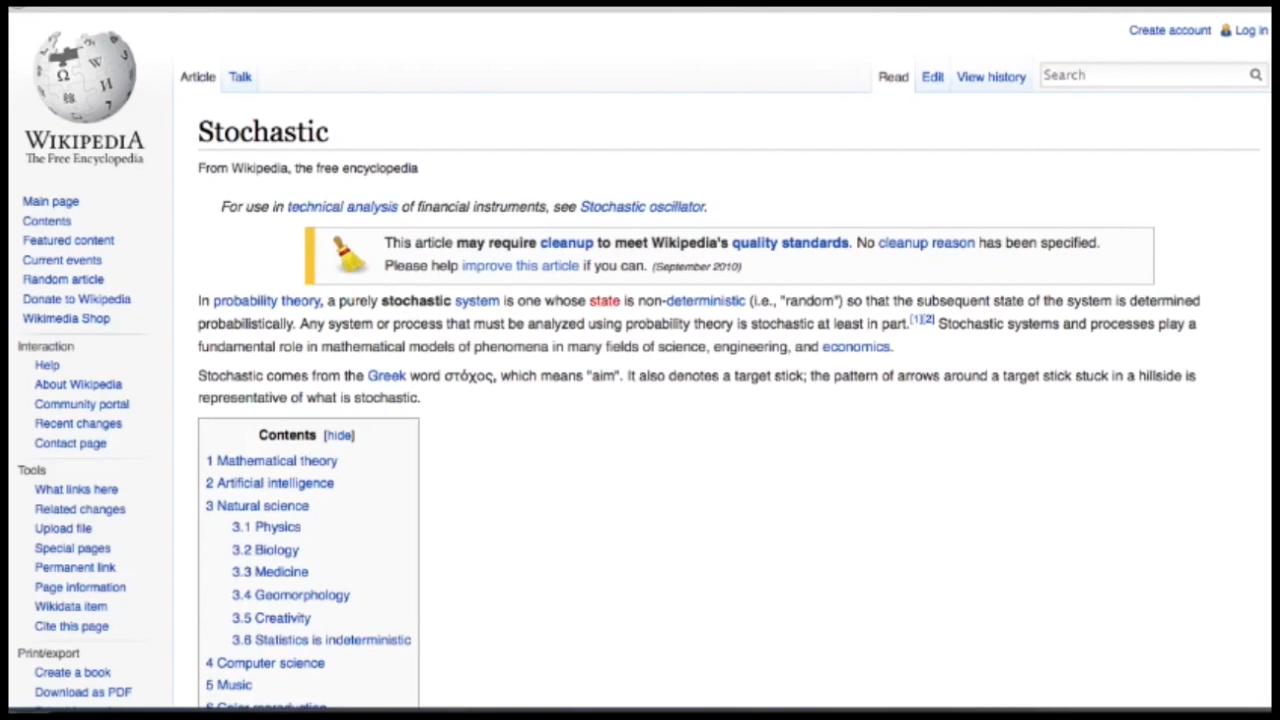 Create account Log in
WIKIPEDIA
The Free Encyclopedia
Article Talk Read Edit View history Search
Stochastic
From Wikipedia, the free encyclopedia
For use in technical analysis of financial instruments, see Stochastic oscillator.
This article may require cleanup to meet Wikipedia's quality standards. No cleanup reason has been specified.
Please help improve this article if you can. (September 2010)
In probability theory, a purely stochastic system is one whose state is non-deterministic (i.e., "random") so that the subsequent state of the system is determined
probabilistically. Any system or process that must be analyzed using probability theory is stochastic at least in part.[1][2] Stochastic systems and processes play a
fundamental role in mathematical models of phenomena in many fields of science, engineering, and economics.
Stochastic comes from the Greek word στόχος, which means "aim". It also denotes a target stick; the pattern of arrows around a target stick stuck in a hillside is
representative of what is stochastic.
Contents [hide]
1 Mathematical theory
2 Artificial intelligence
3 Natural science
3.1 Physics
3.2 Biology
3.3 Medicine
3.4 Geomorphology
3.5 Creativity
3.6 Statistics is indeterministic
4 Computer science
5 Music
6 Color reproduction
Main page
Contents
Featured content
Current events
Random article
Donate to Wikipedia
Wikimedia Shop
Interaction
Help
About Wikipedia
Community portal
Recent changes
Contact page
Tools
What links here
Related changes
Upload file
Special pages
Permanent link
Page information
Wikidata item
Cite this page
Print/export
Create a book
Download as PDF